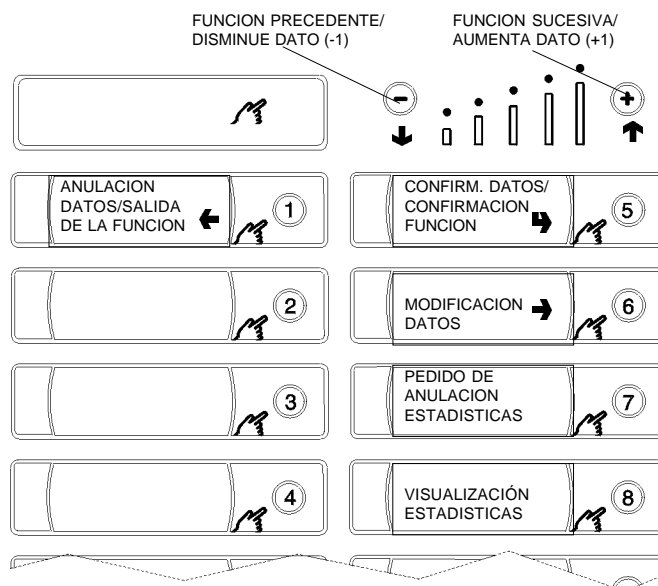 FUNCION PRECEDENTE/
DISMINUE DATO (-1)
FUNCION SUCESIVA/
AUMENTA DATO (+1)
-
+
ANULACION
DATOS/SALIDA
DE LA FUNCION
1
CONFIRM. DATOS/
CONFIRMACION
FUNCION
5
2
MODIFICACION
DATOS
6
3
PEDIDO DE
ANULACION
ESTADISTICAS
7
4
VISUALIZACIÓN
ESTADISTICAS
8